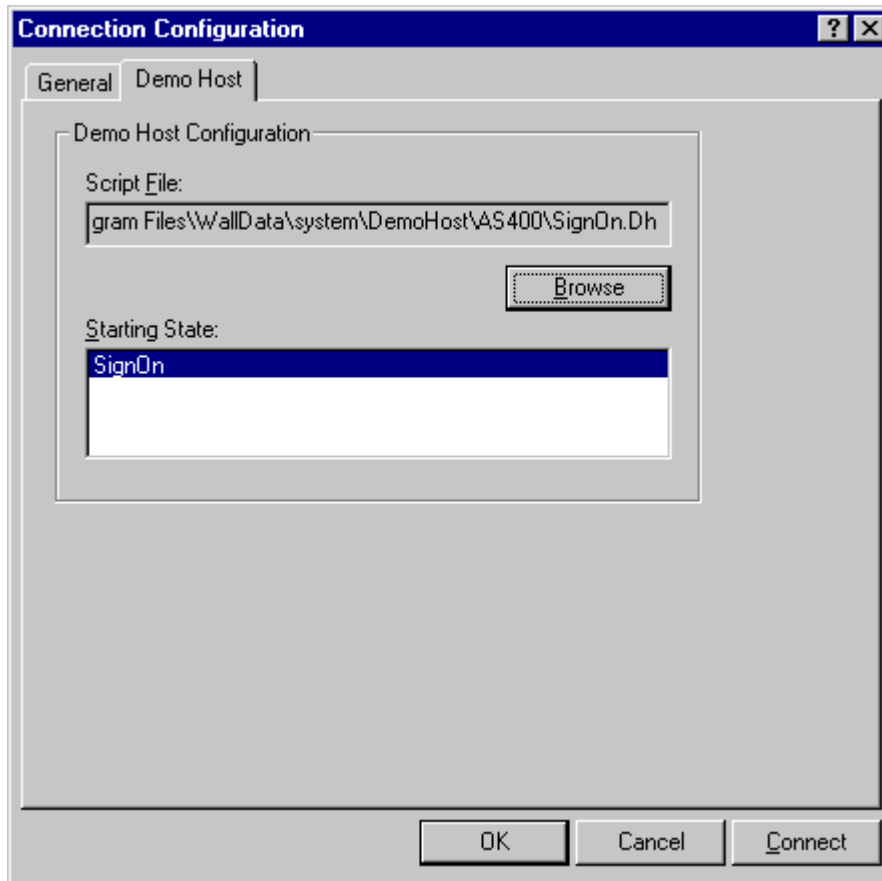 Connection Configuration
General
Demo Host
Demo Host Configuration
Script File:
gram Files\WallData\system\DemoHost\AS400\SignOn.Dh
Browse
Starting State:
SignOn
OK
Cancel
Connect